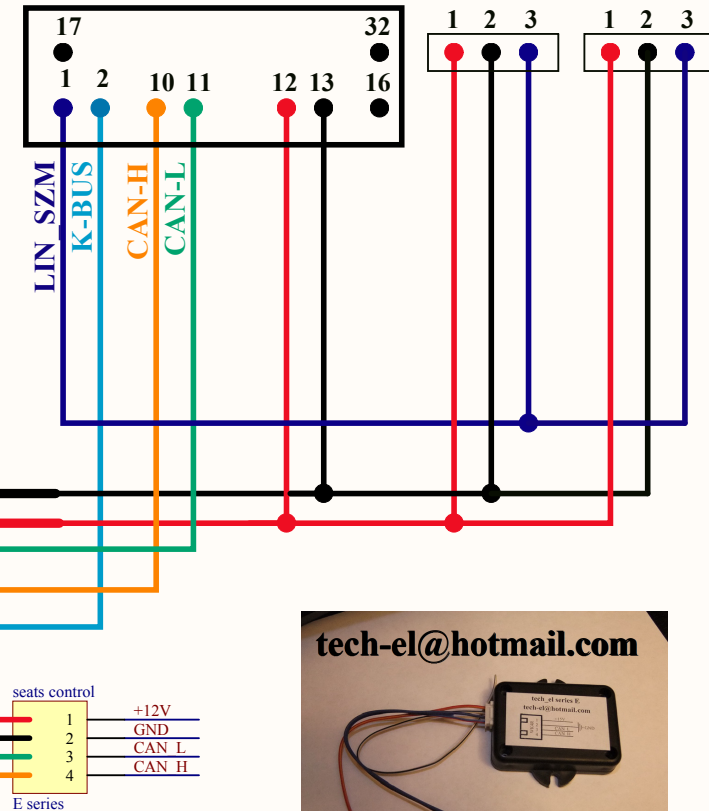 17 32
1 2 10 11 12 13 16
1 2 3
1 2 3
LIN SZM
K-BUS
CAN-H
CAN-L
tech-el@hotmail.com
tech_el series E
tech-el@hotmail.com
seats control
1 +12V
2 GND
3 CAN L
4 CAN H
E series